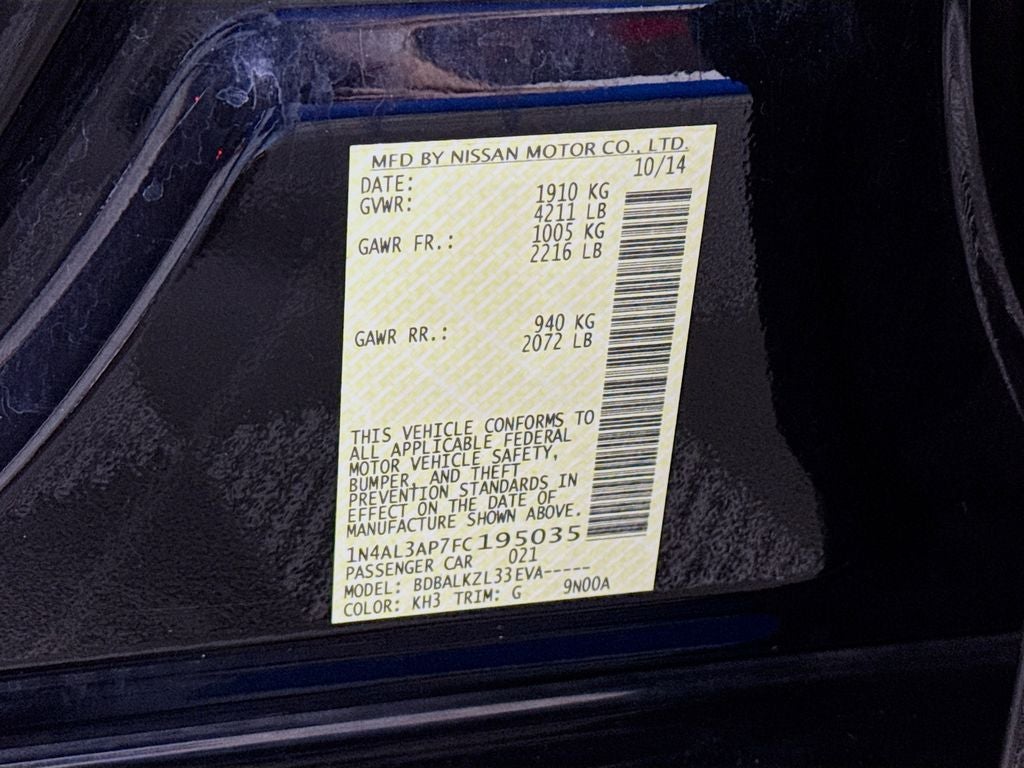 MFD BY NISSAN MOTOR CO., LTD.
DATE: 10/14
GVWR: 1910 KG
4211 LB
GAWR FR.: 1005 KG
2216 LB
GAWR RR.: 940 KG
2072 LB
THIS VEHICLE CONFORMS TO
ALL APPLICABLE FEDERAL
MOTOR VEHICLE SAFETY,
BUMPER, AND THEFT
PREVENTION STANDARDS IN
EFFECT ON THE DATE OF
MANUFACTURE SHOWN ABOVE.
1N4AL3AP7FC195035
PASSENGER CAR 021
MODEL: BDBALKZL33EVA-----
COLOR: KH3 TRIM: G 9N00A